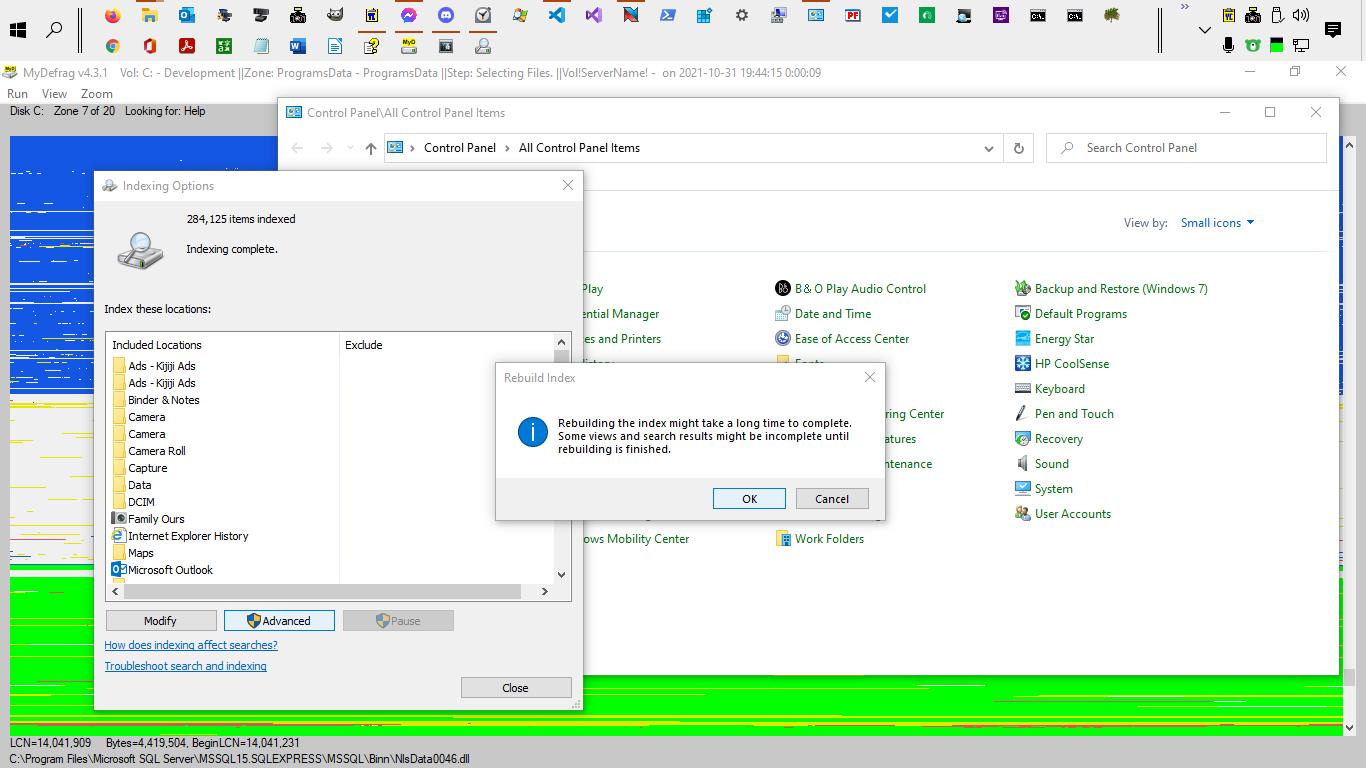 MyDefrag v4.3.1 Vol: C: - Development ||Zone: ProgramsData - ProgramsData ||Step: Selecting Files. ||Vol!ServerName! - on 2021-10-31 19:44:15 0:00:09
Run View Zoom
Disk C: Zone 7 of 20 Looking for: Help
Control Panel\All Control Panel Items
Control Panel › All Control Panel Items
Search Control Panel
View by: Small icons
Play
B& O Play Audio Control
Backup and Restore (Windows 7)
ential Manager
Date and Time
Default Programs
es and Printers
Ease of Access Center
Energy Star
HP CoolSense
Keyboard
ring Center
Pen and Touch
atures
Recovery
ntenance
Sound
System
User Accounts
ows Mobility Center
Work Folders
Indexing Options
284,125 items indexed
Indexing complete.
Index these locations:
Included Locations Exclude
Ads - Kijiji Ads
Ads - Kijiji Ads
Binder & Notes
Camera
Camera
Camera Roll
Capture
Data
DCIM
Family Ours
Internet Explorer History
Maps
Microsoft Outlook
Modify Advanced Pause
How does indexing affect searches?
Troubleshoot search and indexing
Close
Rebuild Index
Rebuilding the index might take a long time to complete.
Some views and search results might be incomplete until
rebuilding is finished.
OK Cancel
LCN=14,041,909 Bytes=4,419,504, BeginLCN=14,041,231
C:\Program Files\Microsoft SQL Server\MSSQL15.SQLEXPRESS\MSSQL\Binn\NlsData0046.dll